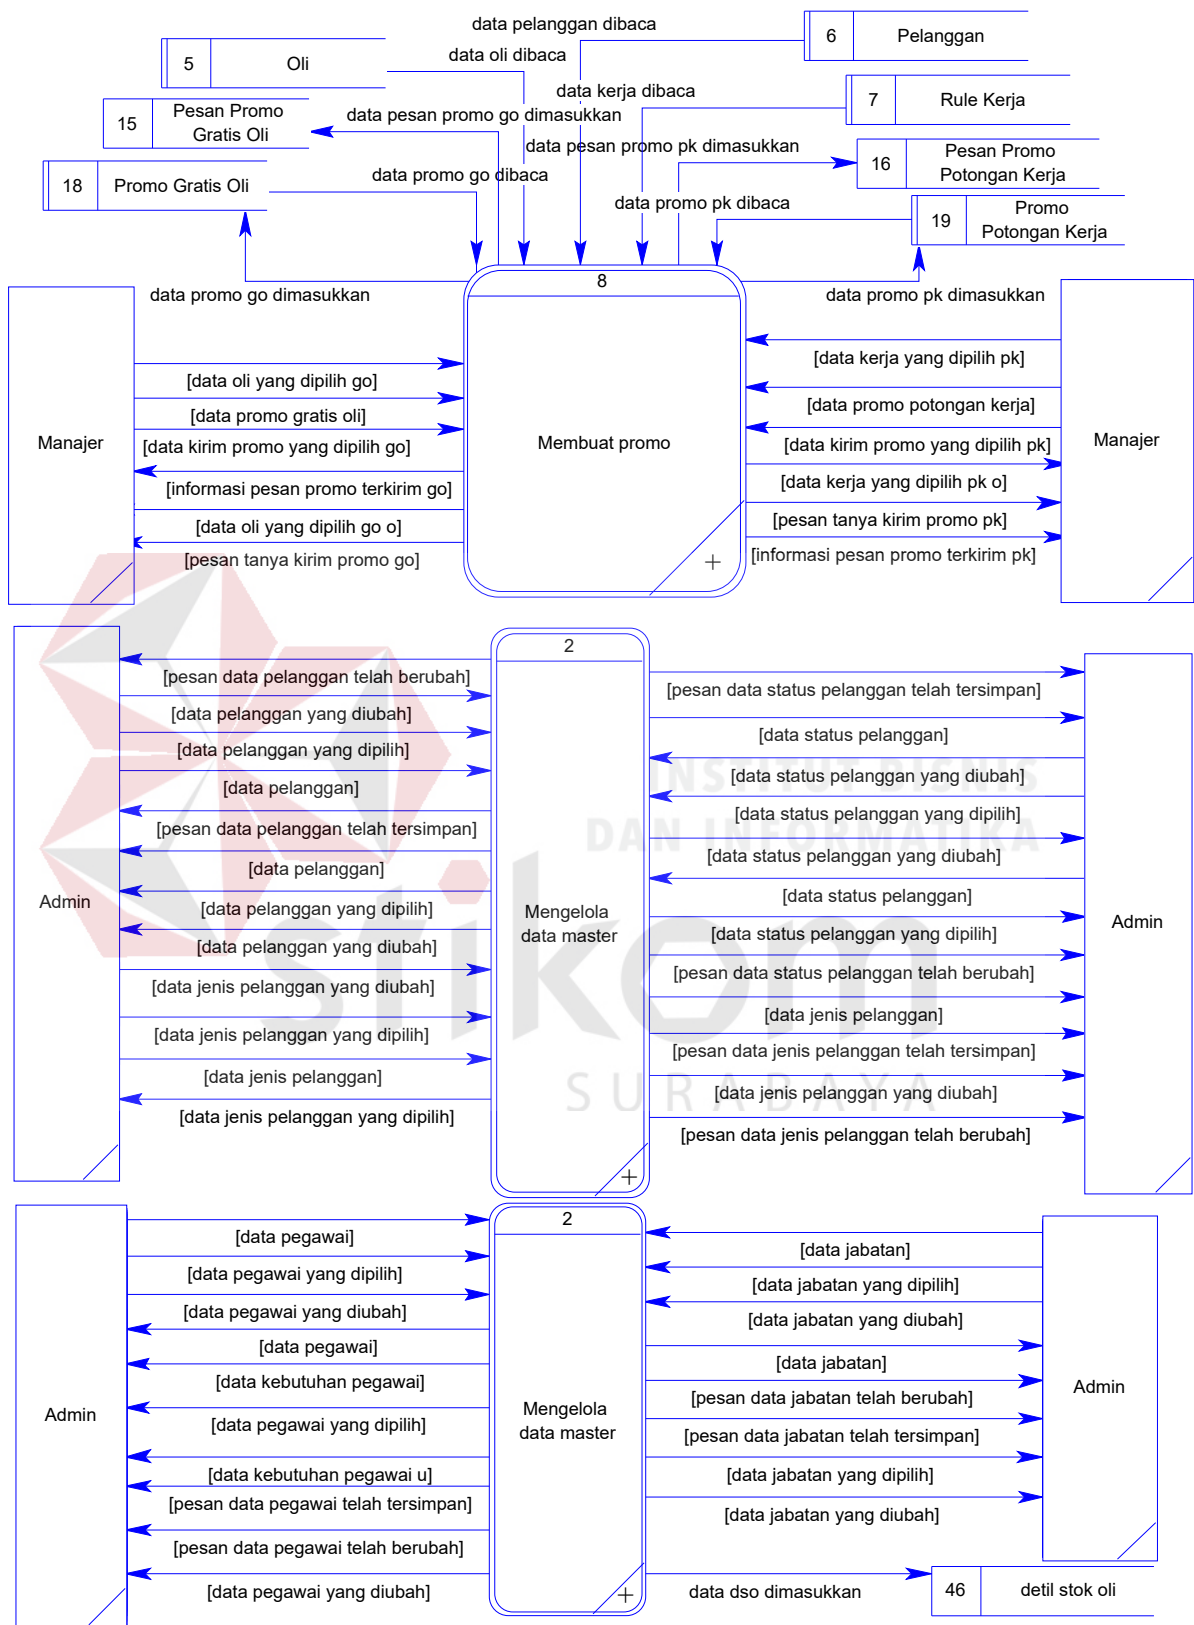 data pelanggan dibaca
6
Pelanggan
data oli dibaca
5
Oli
data kerja dibaca
7
Rule Kerja
15
Pesan Promo
Gratis Oli
data pesan promo go dimasukkan
data pesan promo pk dimasukkan
16
Pesan Promo
Potongan Kerja
18
Promo Gratis Oli
data promo go dibaca
data promo pk dibaca
19
Promo
Potongan Kerja
8
data promo go dimasukkan
data promo pk dimasukkan
Manajer
[data oli yang dipilih go]
[data promo gratis oli]
[data kirim promo yang dipilih go]
[informasi pesan promo terkirim go]
[data oli yang dipilih go o]
[pesan tanya kirim promo go]
Membuat promo
+
[data kerja yang dipilih pk]
[data promo potongan kerja]
[data kirim promo yang dipilih pk]
[data kerja yang dipilih pk o]
[pesan tanya kirim promo pk]
[informasi pesan promo terkirim pk]
Manajer
Admin
[pesan data pelanggan telah berubah]
[data pelanggan yang diubah]
[data pelanggan yang dipilih]
[data pelanggan]
[pesan data pelanggan telah tersimpan]
[data pelanggan]
[data pelanggan yang dipilih]
[data pelanggan yang diubah]
[data jenis pelanggan yang diubah]
[data jenis pelanggan yang dipilih]
[data jenis pelanggan]
[data jenis pelanggan yang dipilih]
2
Mengelola
data master
+
[pesan data status pelanggan telah tersimpan]
[data status pelanggan]
[data status pelanggan yang diubah]
[data status pelanggan yang dipilih]
[data status pelanggan yang diubah]
[data status pelanggan]
[data status pelanggan yang dipilih]
[pesan data status pelanggan telah berubah]
[data jenis pelanggan]
[pesan data jenis pelanggan telah tersimpan]
[data jenis pelanggan yang diubah]
[pesan data jenis pelanggan telah berubah]
Admin
INSTITUT BISNIS
DAN INFORMATIKA
stikom
SURABAYA
Admin
[data pegawai]
[data pegawai yang dipilih]
[data pegawai yang diubah]
[data pegawai]
[data kebutuhan pegawai]
[data pegawai yang dipilih]
[data kebutuhan pegawai u]
[pesan data pegawai telah tersimpan]
[pesan data pegawai telah berubah]
[data pegawai yang diubah]
2
Mengelola
data master
+
[data jabatan]
[data jabatan yang dipilih]
[data jabatan yang diubah]
[data jabatan]
[pesan data jabatan telah berubah]
[pesan data jabatan telah tersimpan]
[data jabatan yang dipilih]
[data jabatan yang diubah]
Admin
data dso dimasukkan
46
detil stok oli